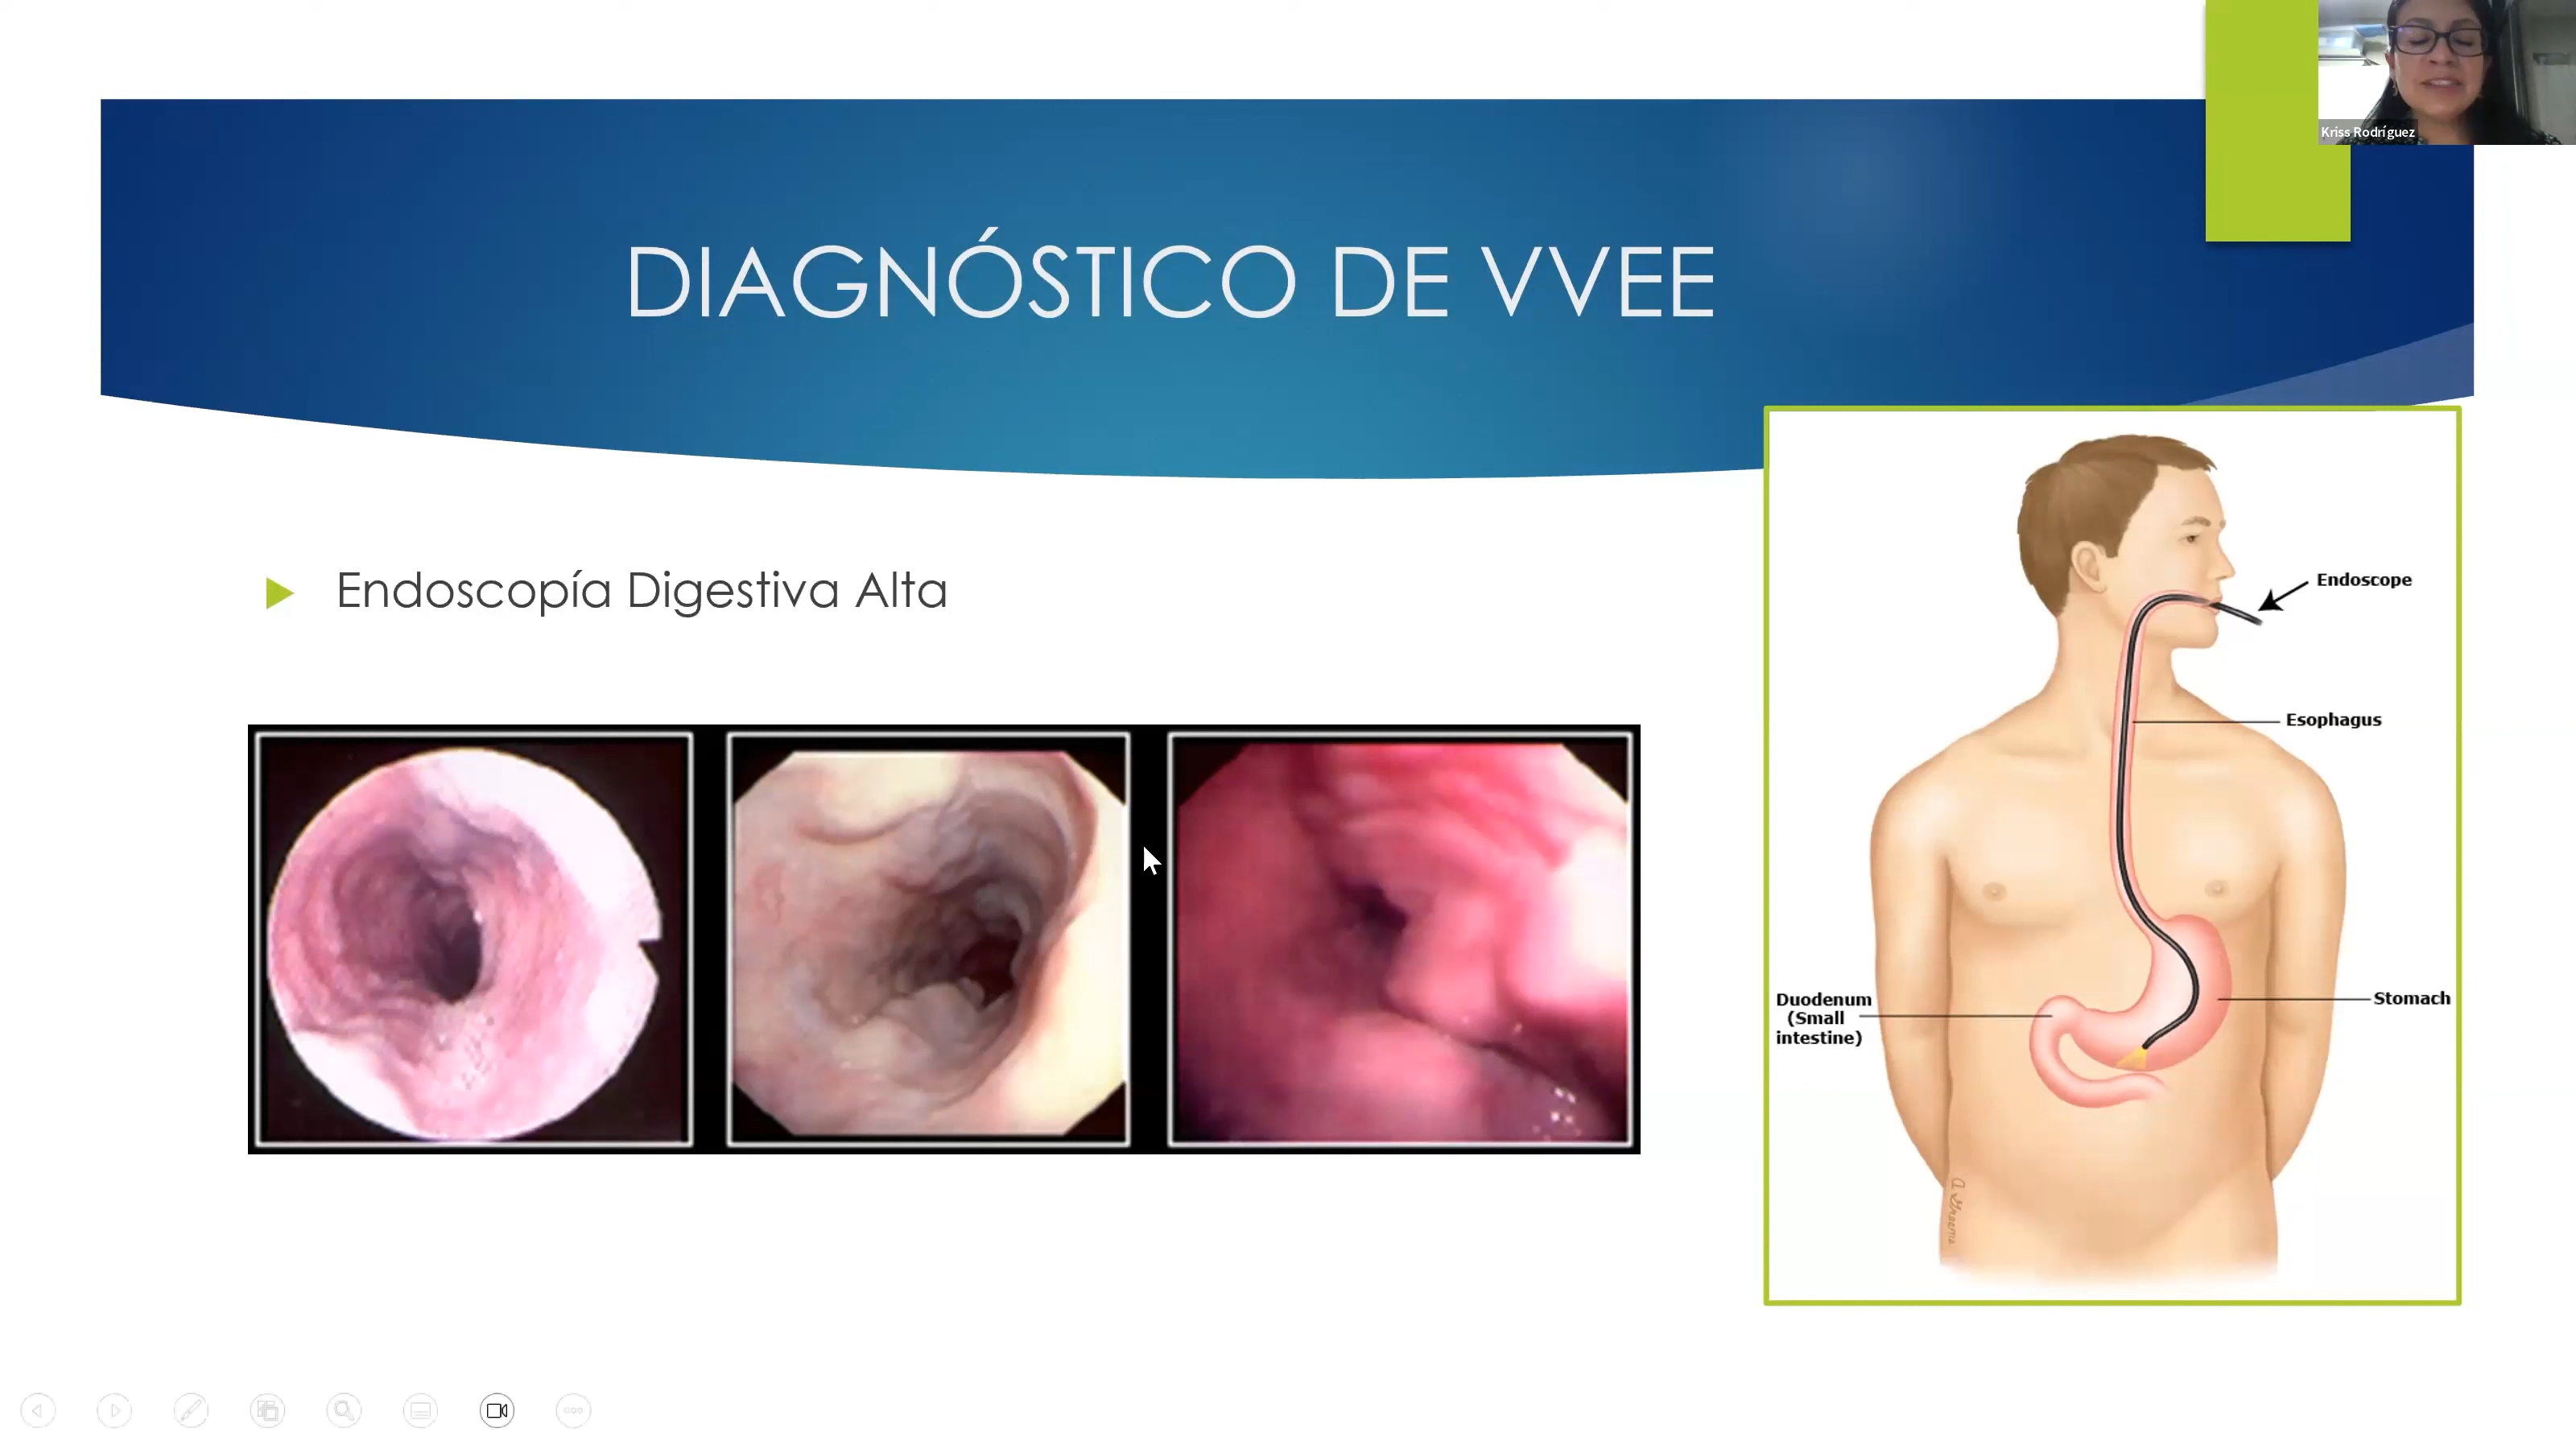 Kriss Rodríguez
DIAGNÓSTICO DE VVEE
Endoscopía Digestiva Alta
Endoscope
Esophagus
Stomach
Duodenum
(Small
intestine)